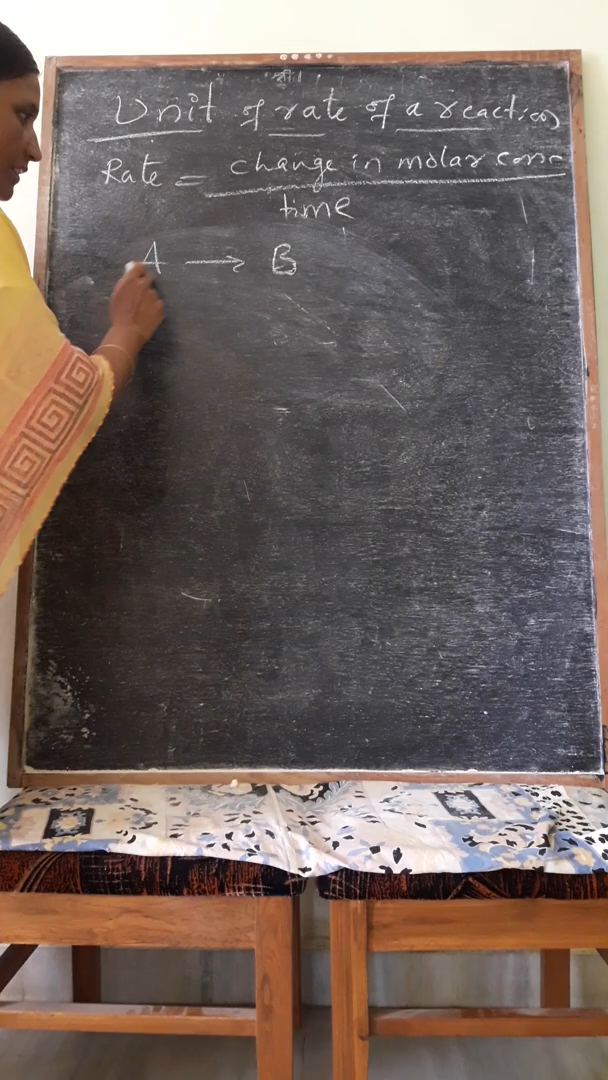 श्री।
Unit of rate of a reaction
Rate = change in molar conc
time
A → B